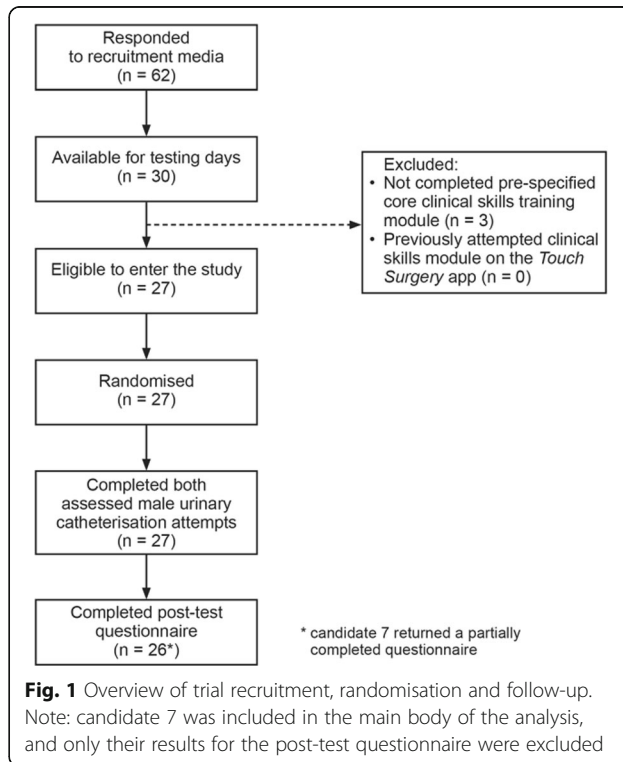 Responded
to recruitment media
(n = 62)
Available for testing days
(n = 30)
Excluded:
• Not completed pre-specified
core clinical skills training
module (n = 3)
• Previously attempted clinical
skills module on the Touch
Surgery app (n = 0)
Eligible to enter the study
(n = 27)
Randomised
(n = 27)
Completed both
assessed male urinary
catheterisation attempts
(n = 27)
Completed post-test
questionnaire
(n = 26*)
* candidate 7 returned a partially
completed questionnaire
Fig. 1 Overview of trial recruitment, randomisation and follow-up.
Note: candidate 7 was included in the main body of the analysis,
and only their results for the post-test questionnaire were excluded